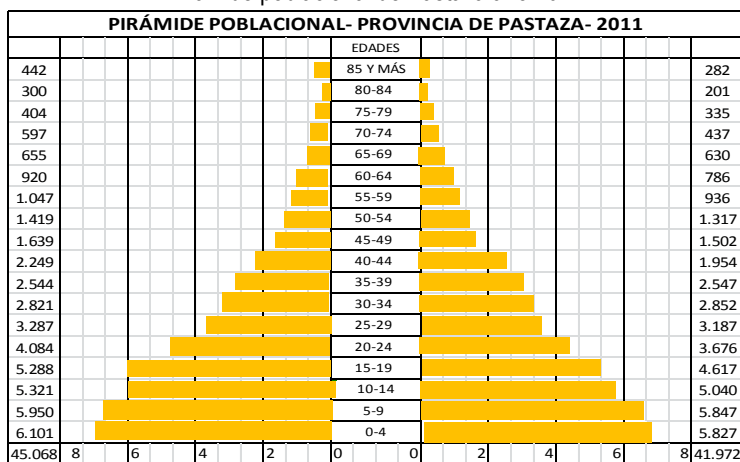 PIRÁMIDE POBLACIONAL- PROVINCIA DE PASTAZA- 2011
EDADES
442 85 Y MÁS 282
300 80-84 201
404 75-79 335
597 70-74 437
655 65-69 630
920 60-64 786
1.047 55-59 936
1.419 50-54 1.317
1.639 45-49 1.502
2.249 40-44 1.954
2.544 35-39 2.547
2.821 30-34 2.852
3.287 25-29 3.187
4.084 20-24 3.676
5.288 15-19 4.617
5.321 10-14 5.040
5.950 5-9 5.847
6.101 0-4 5.827
45.068 8 6 4 2 0 0 2 4 6 8 41.972